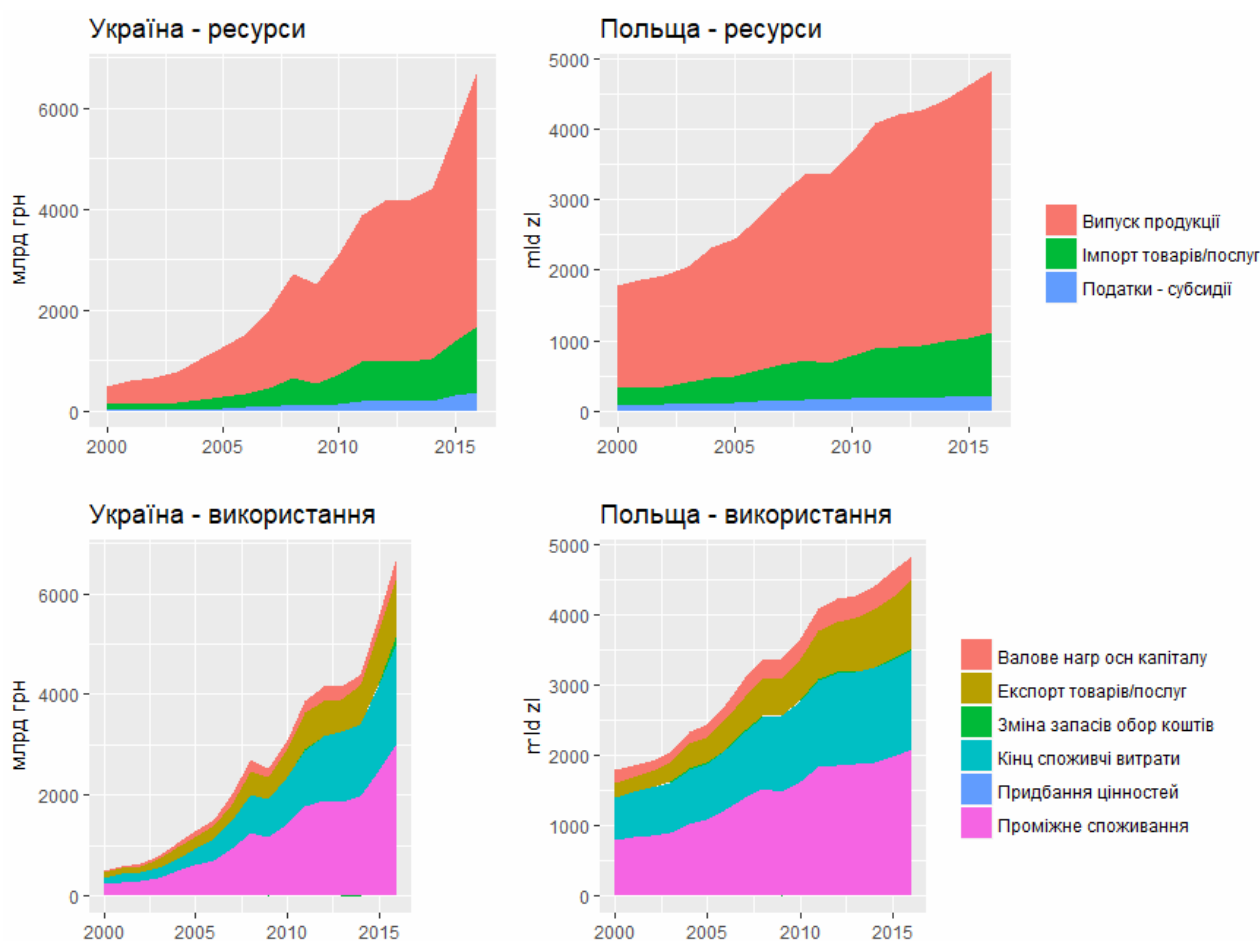 Україна - ресурси
млрд грн
6000
4000
2000
0
2000
2005
2010
2015
Польща - ресурси
mld zl
5000
4000
3000
2000
1000
0
2000
2005
2010
2015
Випуск продукції
Імпорт товарів/послуг
Податки - субсидії
Україна - використання
млрд грн
6000
4000
2000
0
2000
2005
2010
2015
Польща - використання
mld zl
5000
4000
3000
2000
1000
0
2000
2005
2010
2015
Валове нагр осн капіталу
Експорт товарів/послуг
Зміна запасів обор коштів
Кінц споживчі витрати
Придбання цінностей
Проміжне споживання